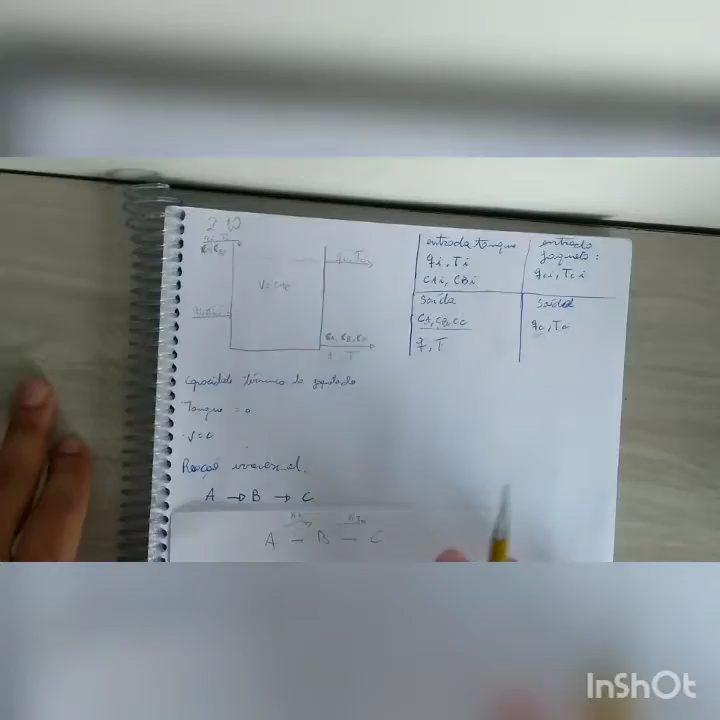 V = cte
CA, CB, CC
q T
entrada tanque
qi, Ti
CAi, CBi
entrada
jaqueta:
qci, Tci
Saída
CA, CB, CC
q, T
Saída
qc, Tc
Capacidade térmica da
Tanque = 0
Reação irreversível.
A → B → C
A → B → C
InShOt